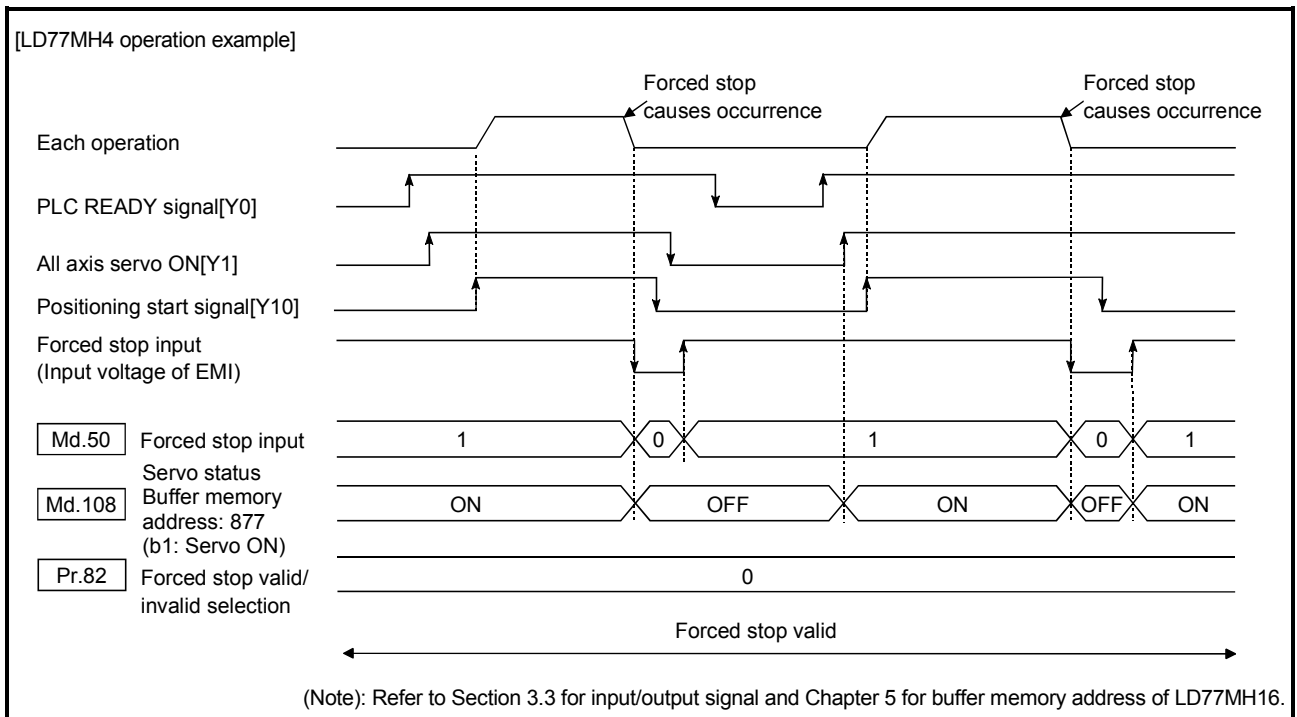 [LD77MH4 operation example]
Forced stop
causes occurrence
Forced stop
causes occurrence
Each operation
PLC READY signal[Y0]
All axis servo ON[Y1]
Positioning start signal[Y10]
Forced stop input
(Input voltage of EMI)
Md.50 Forced stop input 1 0 1 0 1
Servo status
Md.108 Buffer memory ON OFF ON OFF ON
address: 877
(b1: Servo ON)
Pr.82 Forced stop valid/ 0
invalid selection
Forced stop valid
(Note): Refer to Section 3.3 for input/output signal and Chapter 5 for buffer memory address of LD77MH16.